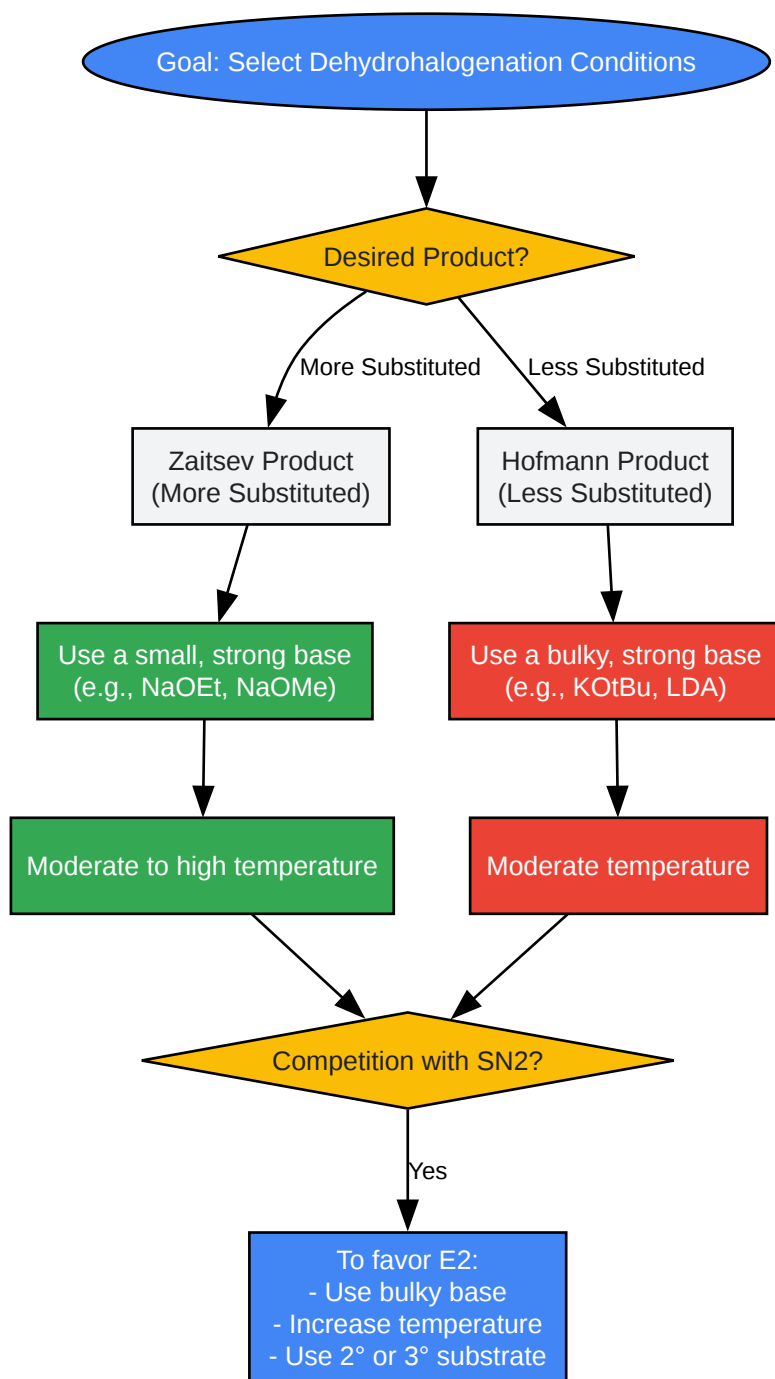 Goal: Select Dehydrohalogenation Conditions
Desired Product?
More Substituted
Less Substituted
Zaitsev Product
(More Substituted)
Hofmann Product
(Less Substituted)
Use a small, strong base
(e.g., NaOEt, NaOMe)
Use a bulky, strong base
(e.g., KOtBu, LDA)
Moderate to high temperature
Moderate temperature
Competition with SN2?
Yes
To favor E2:
- Use bulky base
- Increase temperature
- Use 2° or 3° substrate